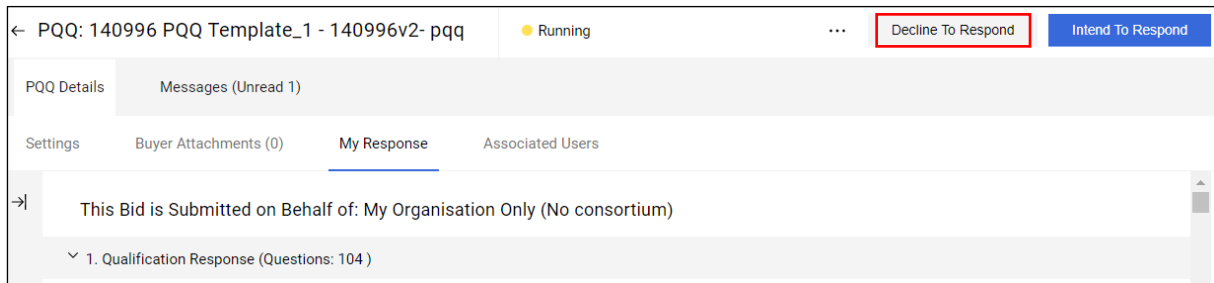 PQQ: 140996 PQQ Template_1 - 140996v2- pqq Running ... Decline To Respond Intend To Respond
PQQ Details Messages (Unread 1)
Settings Buyer Attachments (0) My Response Associated Users
This Bid is Submitted on Behalf of: My Organisation Only (No consortium)
1. Qualification Response (Questions: 104 )